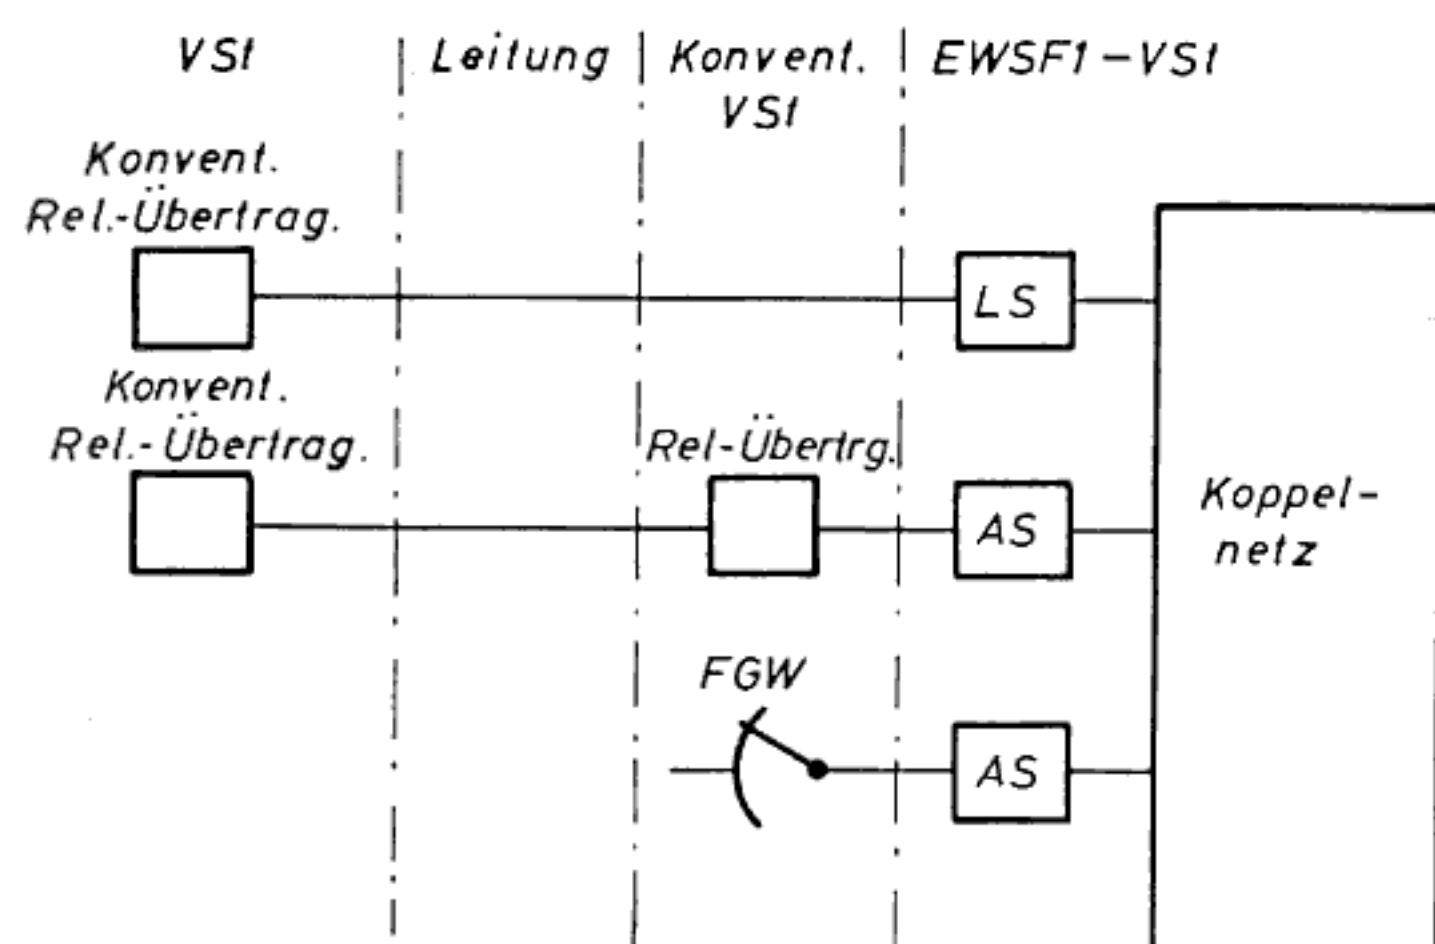 VSt Leitung Konvent. EWSF1-VSt
VSt
Konvent.
Rel.-Übertrag.
LS
Konvent.
Rel.-Übertrag.
Rel-Übertrg.
AS
Koppel-
netz
FGW
AS